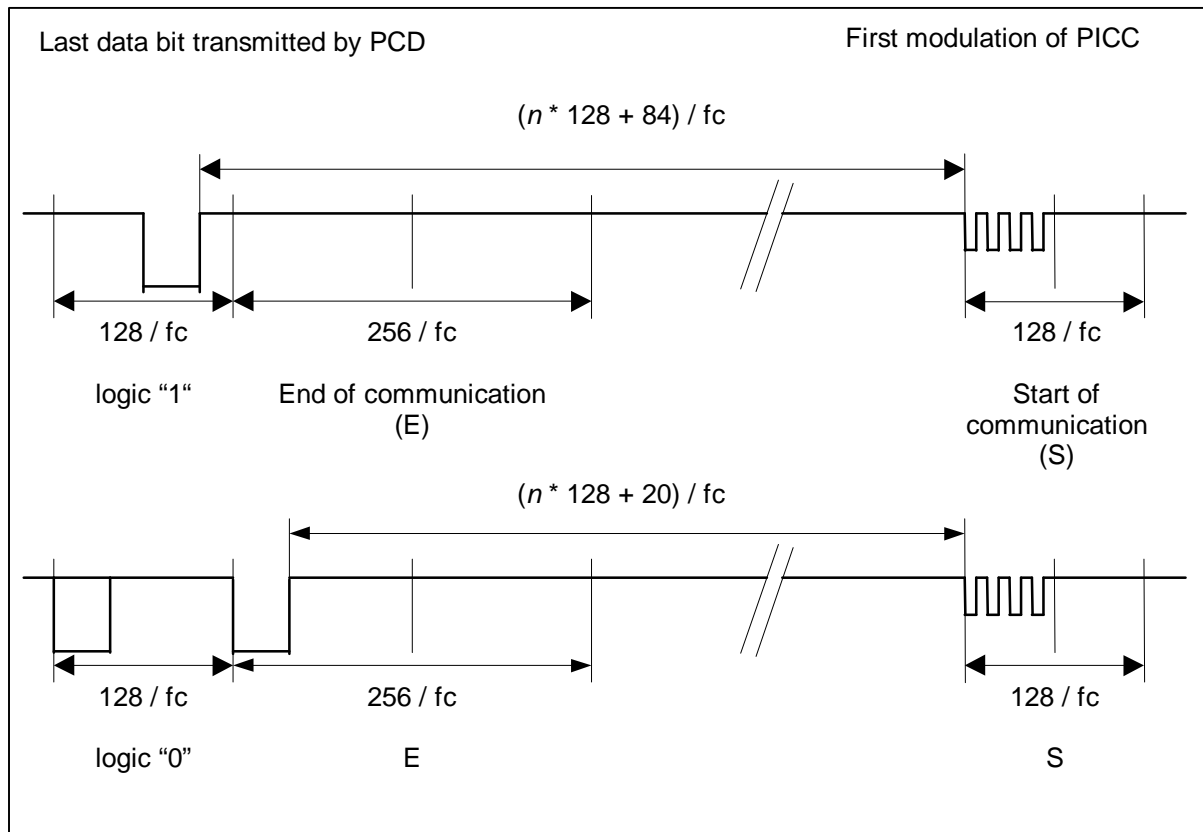 Last data bit transmitted by PCD
First modulation of PICC
(n * 128 + 84) / fc
128 / fc
256 / fc
128 / fc
logic “1“
End of communication
(E)
Start of
communication
(S)
(n * 128 + 20) / fc
128 / fc
256 / fc
128 / fc
logic “0”
E
S